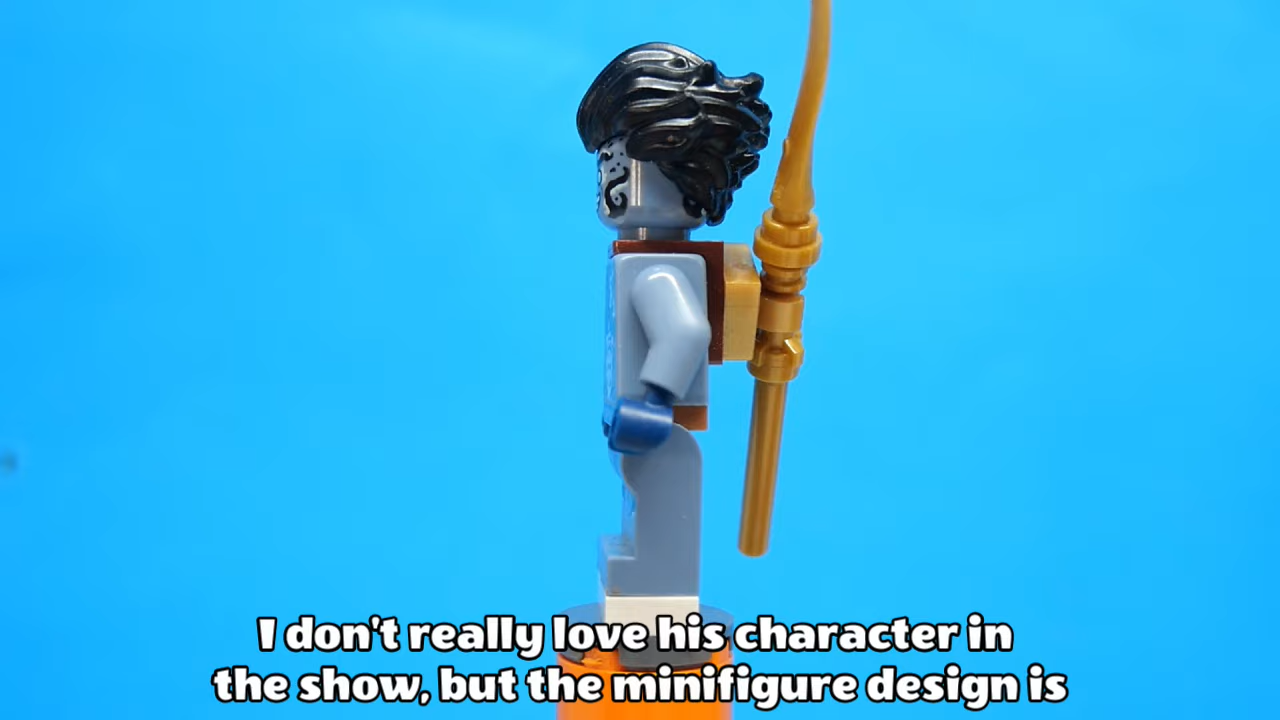 I don't really love his character in
the show, but the minifigure design is